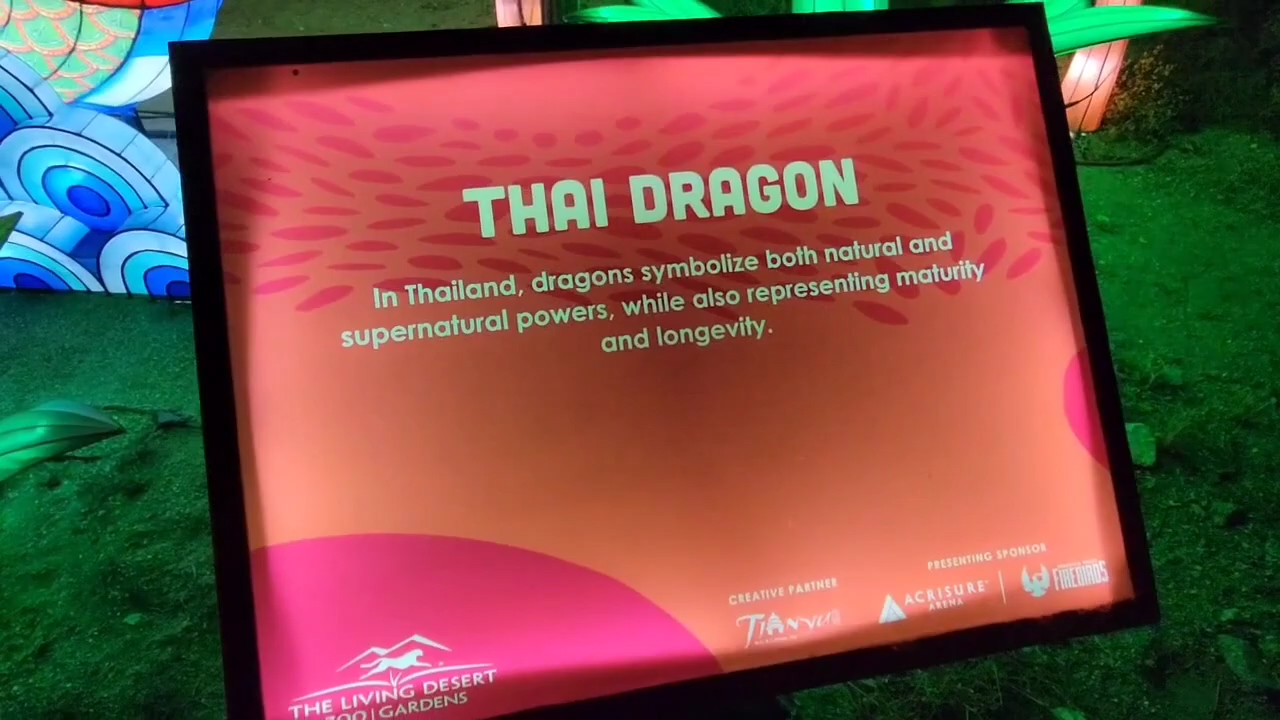 THAI DRAGON
In Thailand, dragons symbolize both natural and
supernatural powers, while also representing maturity
and longevity.
CREATIVE PARTNER
TIANYU
PRESENTING SPONSOR
ACRISURE
ARENA
FIREBIRDS
THE LIVING DESERT
ZOO | GARDENS